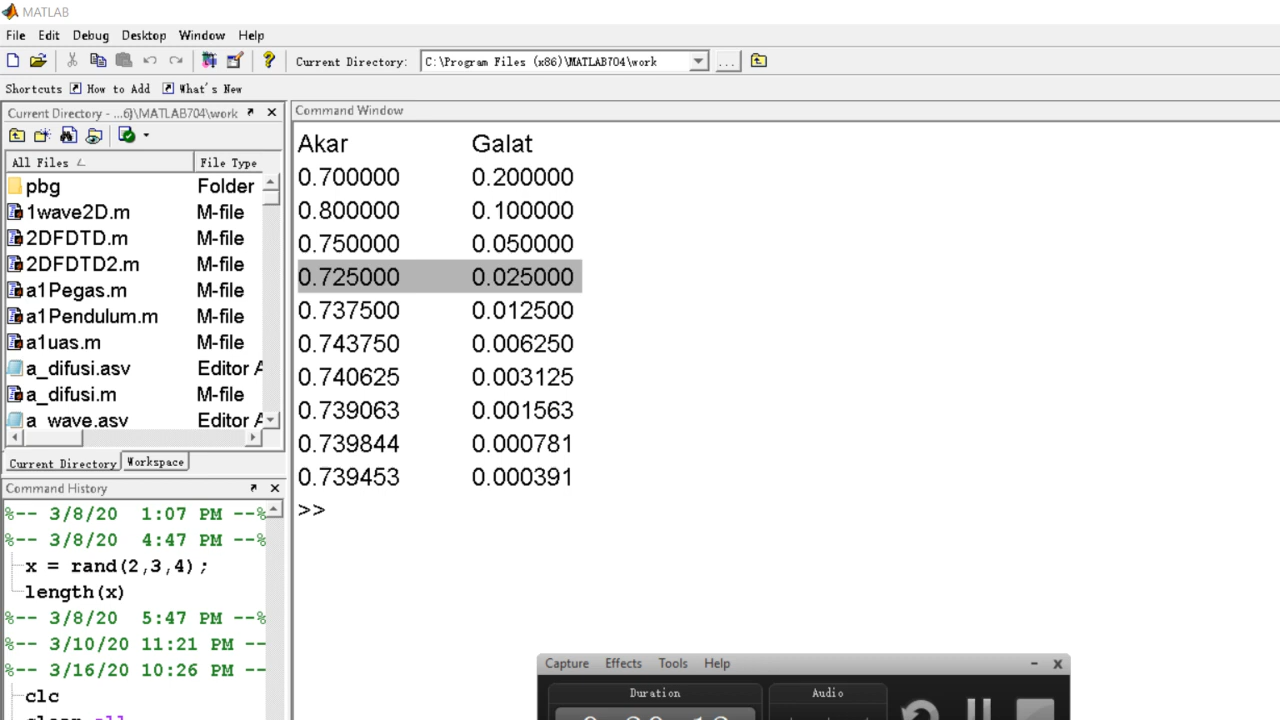 MATLAB
File Edit Debug Desktop Window Help
Current Directory: C:\Program Files (x86)\MATLAB704\work ...
Shortcuts How to Add What's New
Current Directory - ...6)\MATLAB704\work
All Files File Type
pbg Folder
1wave2D.m M-file
2DFDTD.m M-file
2DFDTD2.m M-file
a1Pegas.m M-file
a1Pendulum.m M-file
a1uas.m M-file
a_difusi.asv Editor A
a_difusi.m M-file
a_wave.asv Editor A
Current Directory Workspace
Command History
%-- 3/8/20 1:07 PM --%
%-- 3/8/20 4:47 PM --%
x = rand(2,3,4);
length(x)
%-- 3/8/20 5:47 PM --%
%-- 3/10/20 11:21 PM --
%-- 3/16/20 10:26 PM --
clc
Command Window
Akar Galat
0.700000 0.200000
0.800000 0.100000
0.750000 0.050000
0.725000 0.025000
0.737500 0.012500
0.743750 0.006250
0.740625 0.003125
0.739063 0.001563
0.739844 0.000781
0.739453 0.000391
>>
Capture Effects Tools Help
Duration Audio